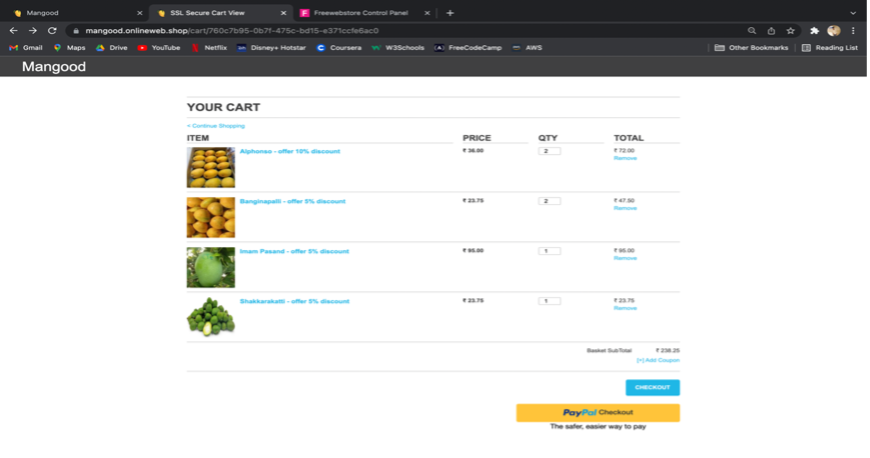 Mangood
SSL Secure Cart View
Freewebstore Control Panel
mangood.onlineweb.shop/cart/760c7b95-0b7f-475c-bd15-e371ccfe6ac0
Gmail Maps Drive YouTube Netflix Disney+ Hotstar Coursera W3Schools FreeCodeCamp AWS Other Bookmarks Reading List
Mangood
YOUR CART
« Continue Shopping
ITEM PRICE QTY TOTAL
Alphonso - offer 10% discount ₹ 36.00 2 ₹ 72.00
Remove
Banginapalli - offer 5% discount ₹ 23.75 2 ₹ 47.50
Remove
Imam Pasand - offer 5% discount ₹ 95.00 1 ₹ 95.00
Remove
Shakkarakatti - offer 5% discount ₹ 23.75 1 ₹ 23.75
Remove
Basket SubTotal ₹ 238.25
[+] Add Coupon
CHECKOUT
PayPal Checkout
The safer, easier way to pay